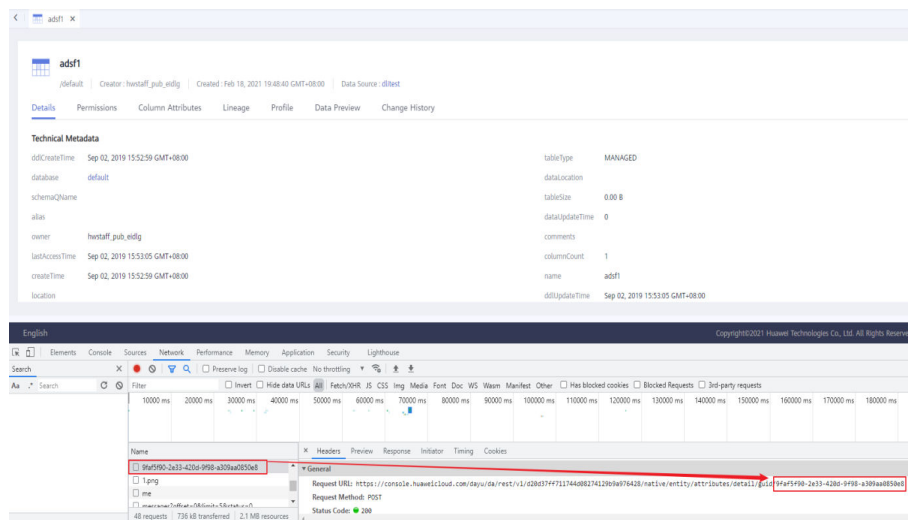 adsf1 ×
adsf1
/default Creator : hwstaff_pub_eidlg Created : Feb 18, 2021 19:48:40 GMT+08:00 Data Source : dlitest
Details Permissions Column Attributes Lineage Profile Data Preview Change History
Technical Metadata
ddlCreateTime Sep 02, 2019 15:52:59 GMT+08:00 tableType MANAGED
database default dataLocation
schemaQName tableSize 0.00 B
alias dataUpdateTime 0
owner hwstaff_pub_eidlg comments
lastAccessTime Sep 02, 2019 15:53:05 GMT+08:00 columnCount 1
createTime Sep 02, 2019 15:52:59 GMT+08:00 name adsf1
location ddlUpdateTime Sep 02, 2019 15:53:05 GMT+08:00
English Copyright©2021 Huawei Technologies Co., Ltd. All Rights Reserve
Elements Console Sources Network Performance Memory Application Security Lighthouse
Search × Preserve log Disable cache No throttling
Aa .* Search Filter Invert Hide data URLs All Fetch/XHR JS CSS Img Media Font Doc WS Wasm Manifest Other Has blocked cookies Blocked Requests 3rd-party requests
10000 ms 20000 ms 30000 ms 40000 ms 50000 ms 60000 ms 70000 ms 80000 ms 90000 ms 100000 ms 110000 ms 120000 ms 130000 ms 140000 ms 150000 ms 160000 ms 170000 ms 180000 ms
Name × Headers Preview Response Initiator Timing Cookies
9faf5f90-2e33-420d-9f98-a309aa0850e8 General
1.png Request URL: https://console.huaweicloud.com/dayu/da/rest/v1/d20d37ff711744d08274129b9a976428/native/entity/attributes/detail/guid/9faf5f90-2e33-420d-9f98-a309aa0850e8
me Request Method: POST
message?offset=0&limit=5&status=0 Status Code: 200
48 requests 736 kB transferred 2.1 MB resources